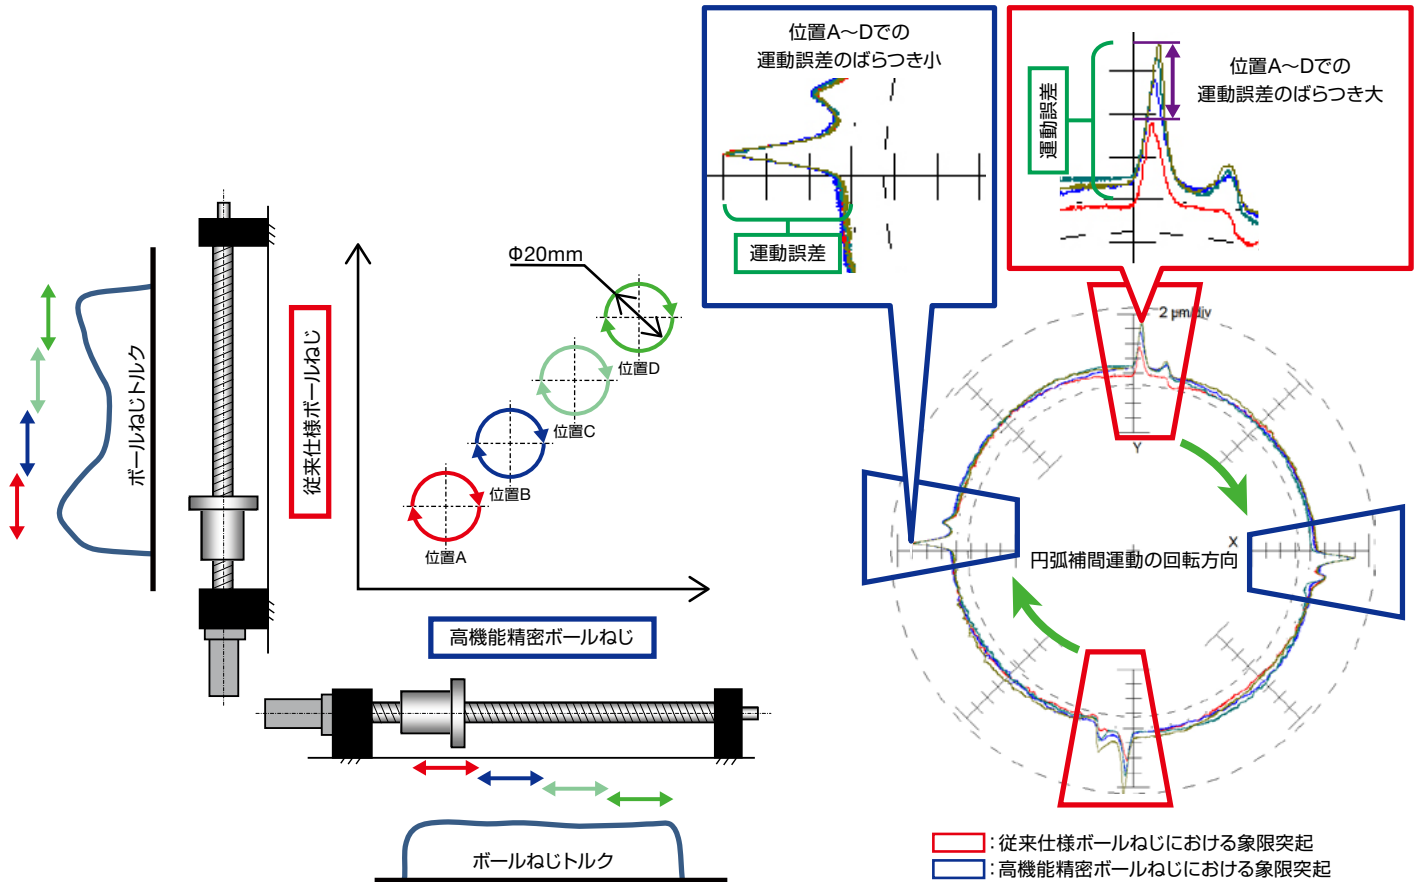 位置A〜Dでの
運動誤差のばらつき小
運動誤差
位置A〜Dでの
運動誤差のばらつき大
運動誤差
ボールねじトルク
従来仕様ボールねじ
Φ20mm
位置D
位置C
位置B
位置A
高機能精密ボールねじ
ボールねじトルク
2 µm/div
Y
X
円弧補間運動の回転方向
:従来仕様ボールねじにおける象限突起
:高機能精密ボールねじにおける象限突起